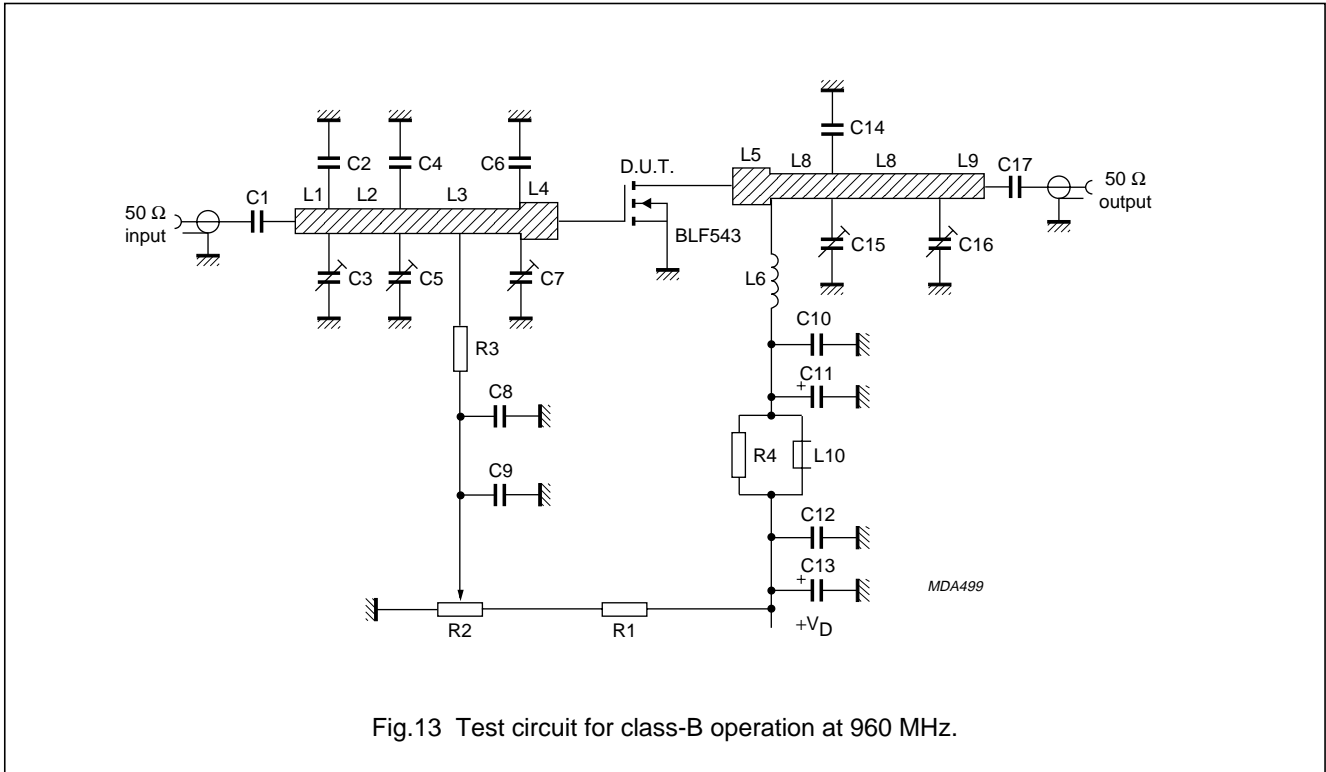 C14
C2
C4
C6
D.U.T.
L5
L8
L8
L9
C17
50 Ω
output
L1
L2
L3
L4
50 Ω
input
C1
BLF543
C3
C5
C7
C15
C16
L6
R3
C10
+
C11
C8
R4
L10
C9
C12
+
C13
MDA499
R2
R1
+VD
Fig.13 Test circuit for class-B operation at 960 MHz.